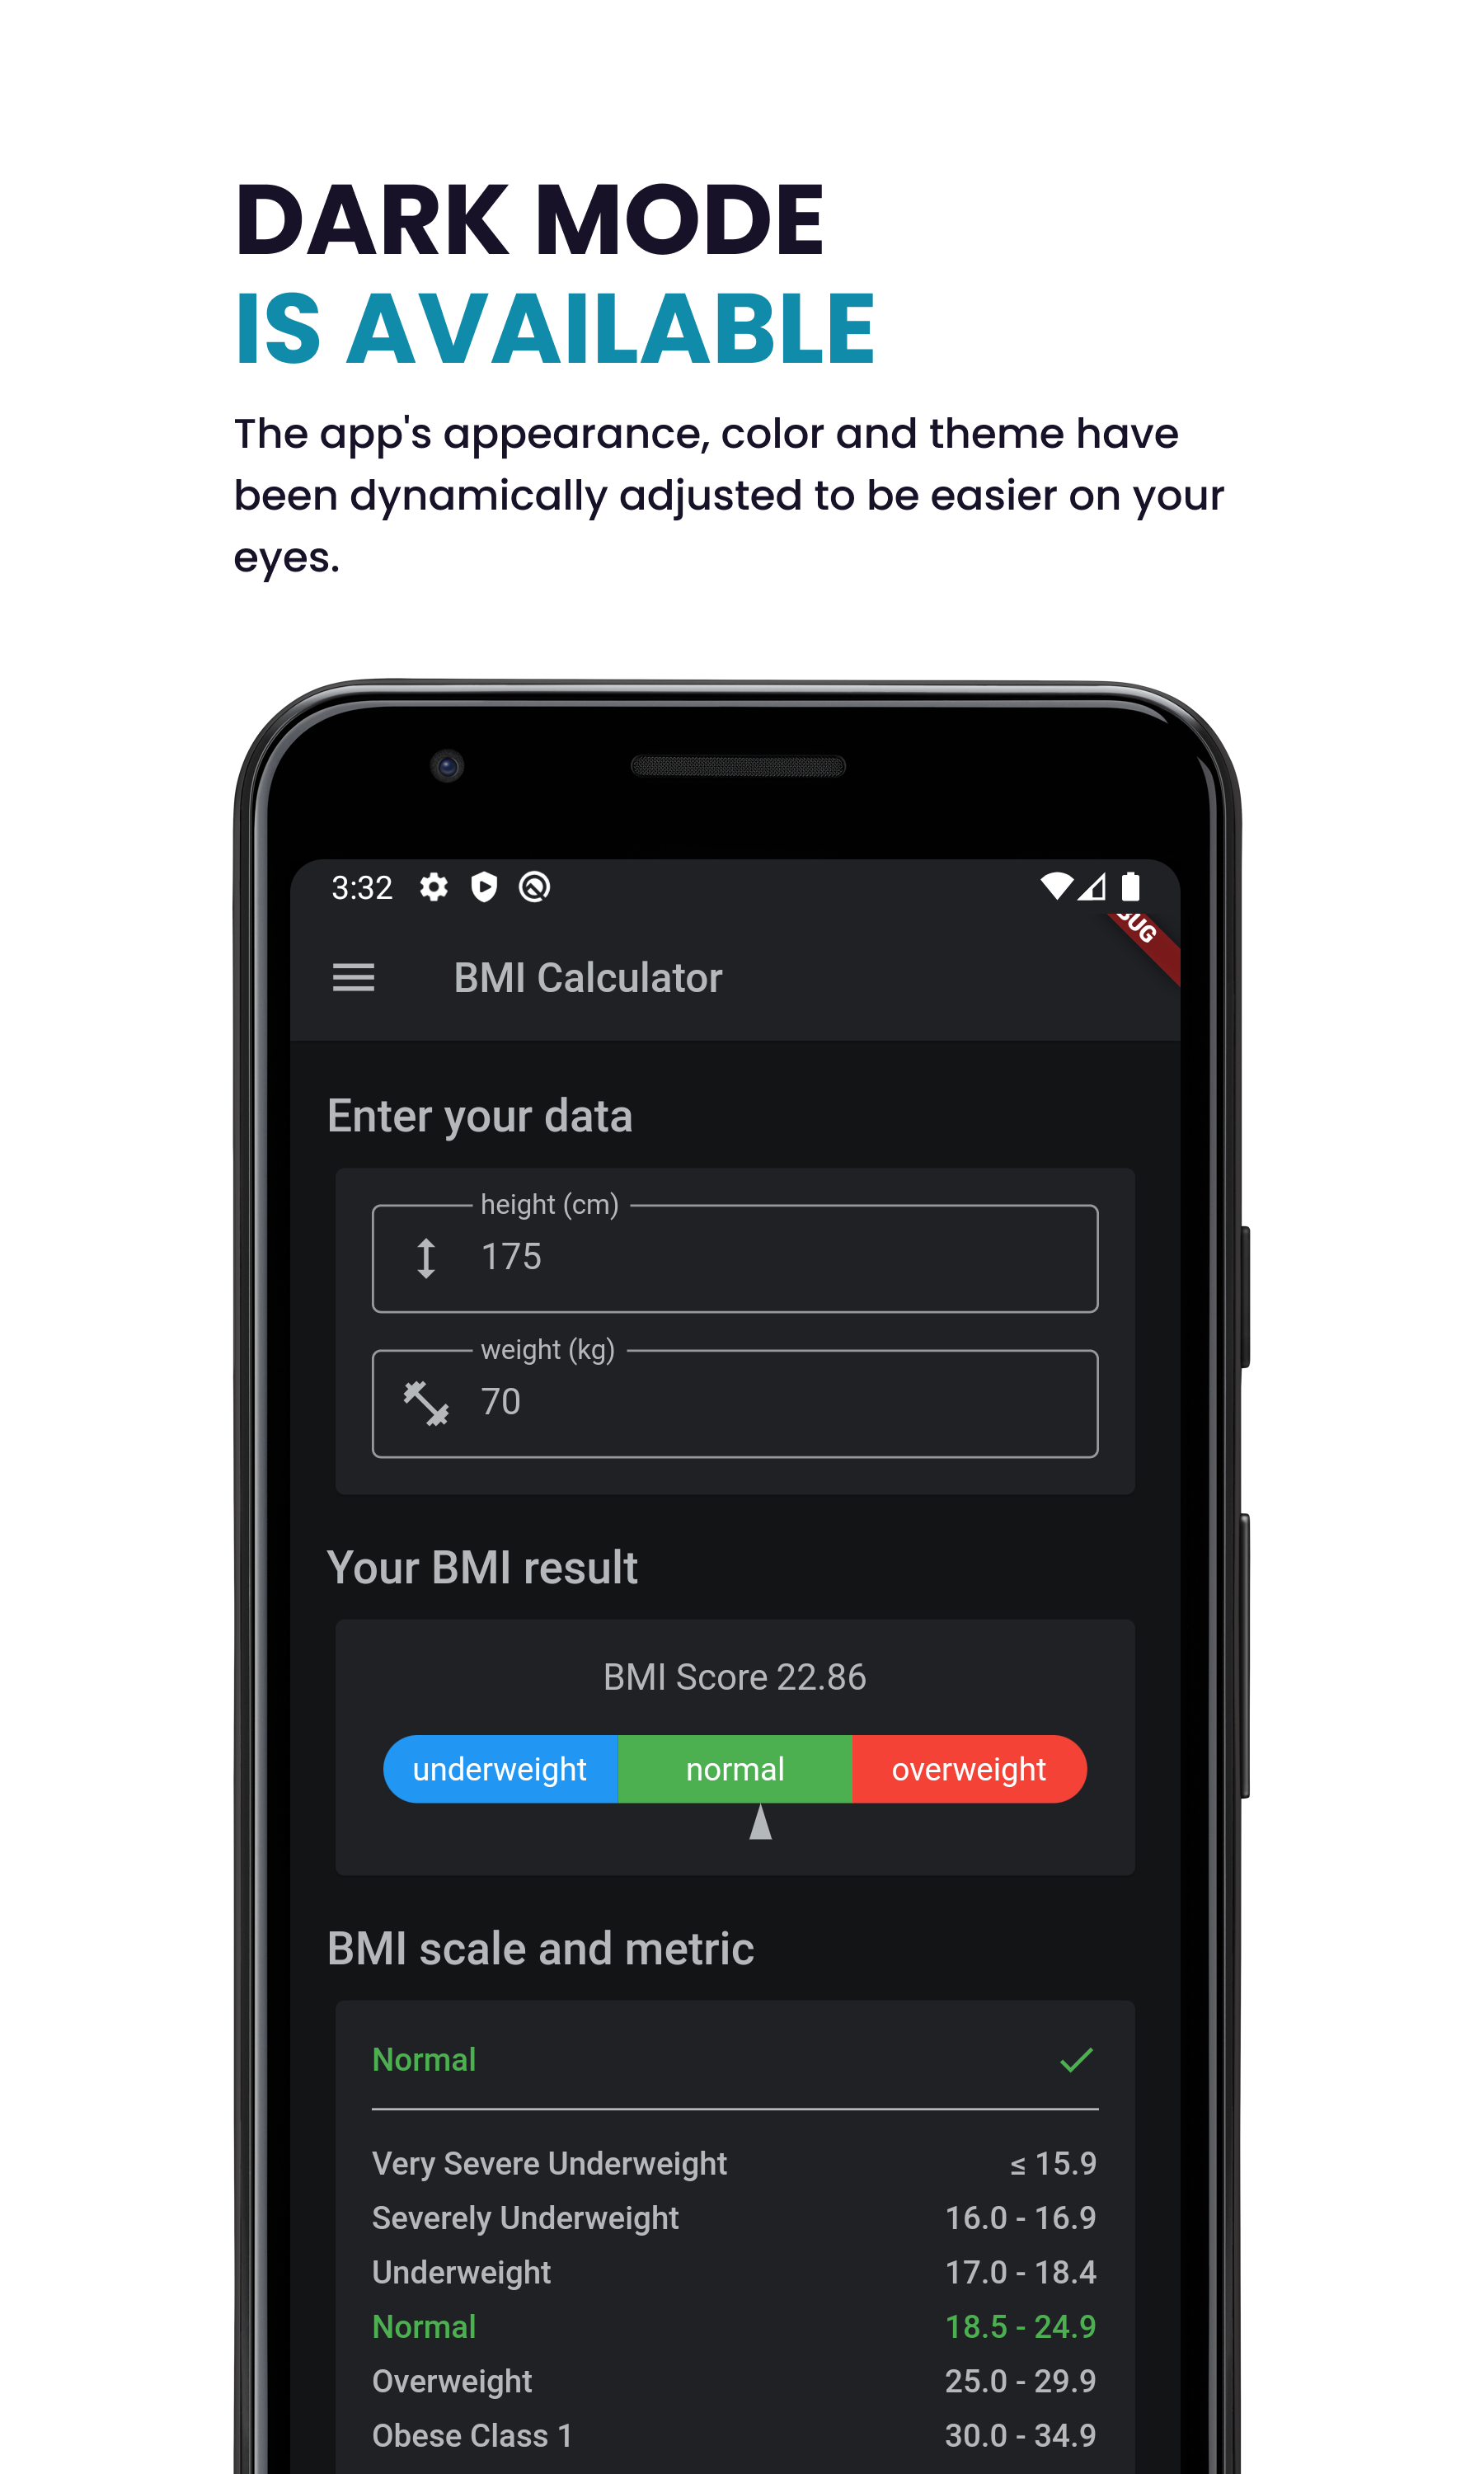 DARK MODE
IS AVAILABLE
The app's appearance, color and theme have
been dynamically adjusted to be easier on your
eyes.
3:32
BMI Calculator
Enter your data
height (cm)
175
weight (kg)
70
Your BMI result
BMI Score 22.86
underweight normal overweight
BMI scale and metric
Normal
Very Severe Underweight ≤ 15.9
Severely Underweight 16.0 - 16.9
Underweight 17.0 - 18.4
Normal 18.5 - 24.9
Overweight 25.0 - 29.9
Obese Class 1 30.0 - 34.9